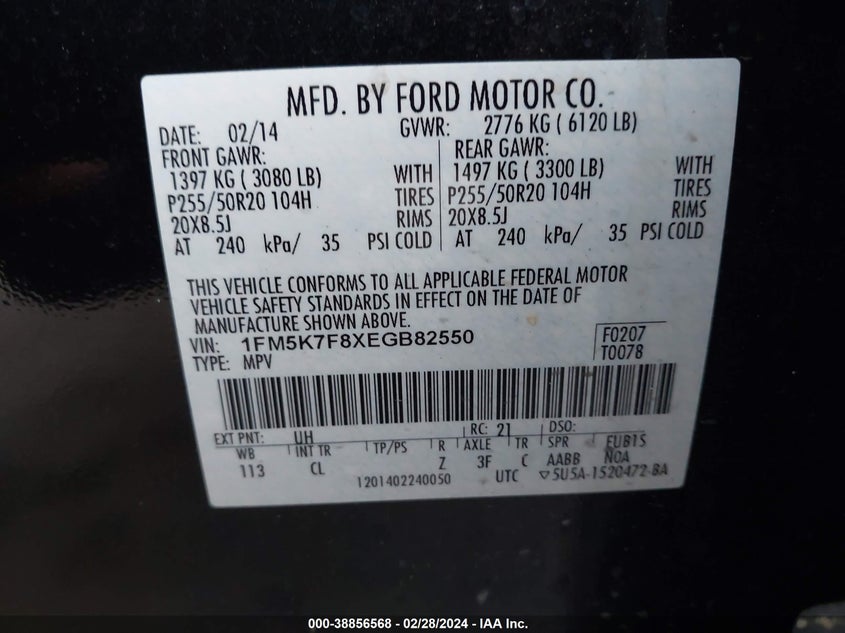 MFD. BY FORD MOTOR CO.
DATE: 02/14 GVWR: 2776 KG ( 6120 LB)
FRONT GAWR: REAR GAWR:
1397 KG ( 3080 LB) WITH 1497 KG ( 3300 LB) WITH
P255/50R20 104H TIRES P255/50R20 104H TIRES
20X8.5J RIMS 20X8.5J RIMS
AT 240 kPa/ 35 PSI COLD AT 240 kPa/ 35 PSI COLD
THIS VEHICLE CONFORMS TO ALL APPLICABLE FEDERAL MOTOR
VEHICLE SAFETY STANDARDS IN EFFECT ON THE DATE OF
MANUFACTURE SHOWN ABOVE.
VIN: 1FM5K7F8XEGB82550 F0207
TYPE: MPV T0078
EXT PNT: UH RC: 21 DSO:
WB INT TR TP/PS R AXLE TR SPR EUB1S
113 CL Z 3F C AABB NOA
1201402240050 UTC ▽5U5A-1520472-BA
000-38856568 - 02/28/2024 - IAA Inc.